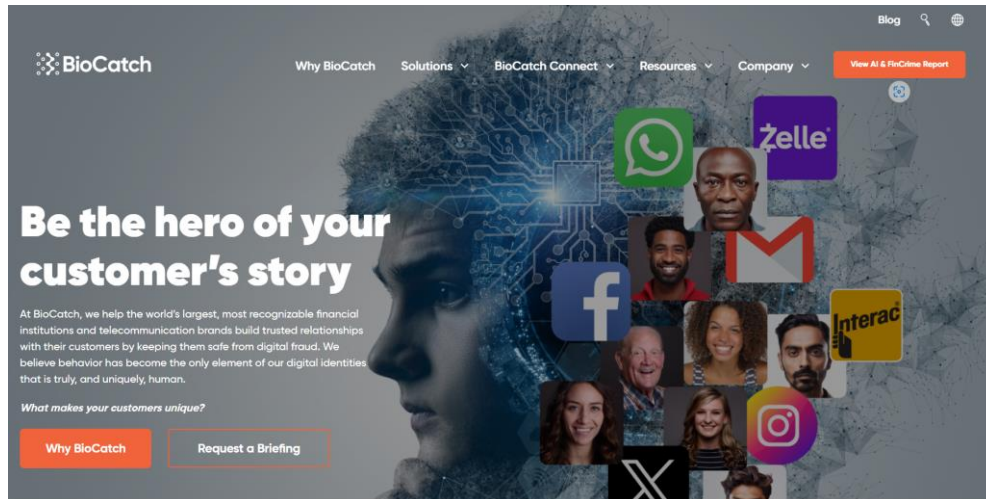 Blog
BioCatch
Why BioCatch
Solutions
BioCatch Connect
Resources
Company
View AI & FinCrime Report
Zelle
Interac
Be the hero of your
customer's story
At BioCatch, we help the world's largest, most recognizable financial
institutions and telecommunication brands build trusted relationships
with their customers by keeping them safe from digital fraud. We
believe behavior has become the only element of our digital identities
that is truly, and uniquely, human.
What makes your customers unique?
Why BioCatch
Request a Briefing